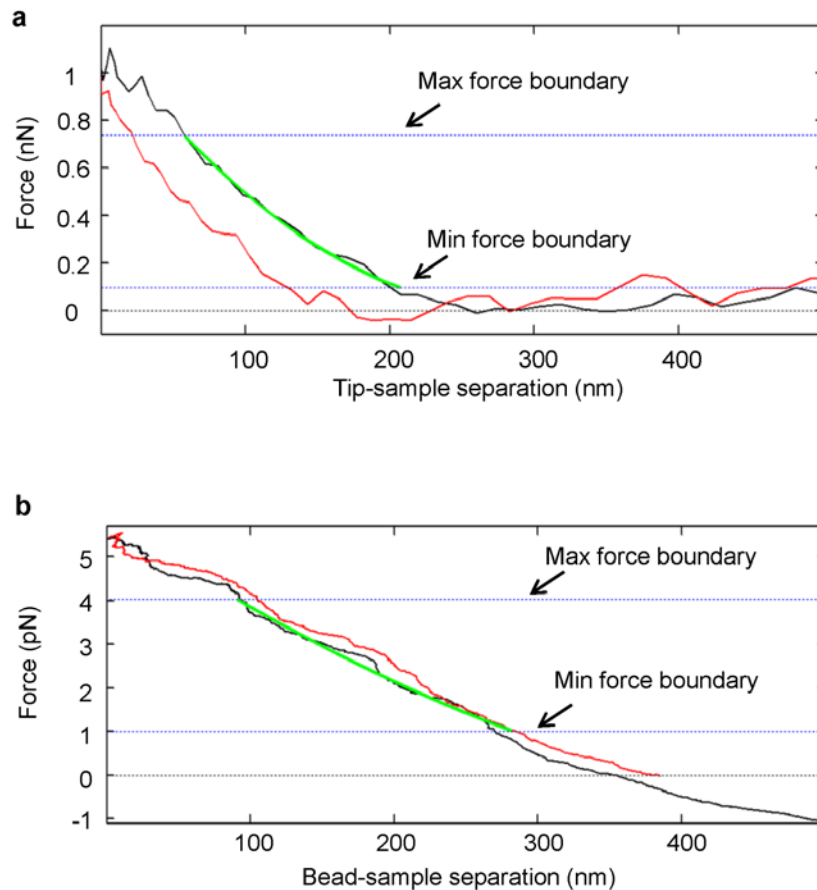 a
Max force boundary
Min force boundary
1
0.8
0.6
0.4
0.2
0
Force (nN)
100
200
300
400
Tip-sample separation (nm)
b
Max force boundary
Min force boundary
5
4
3
2
1
0
-1
Force (pN)
100
200
300
400
Bead-sample separation (nm)